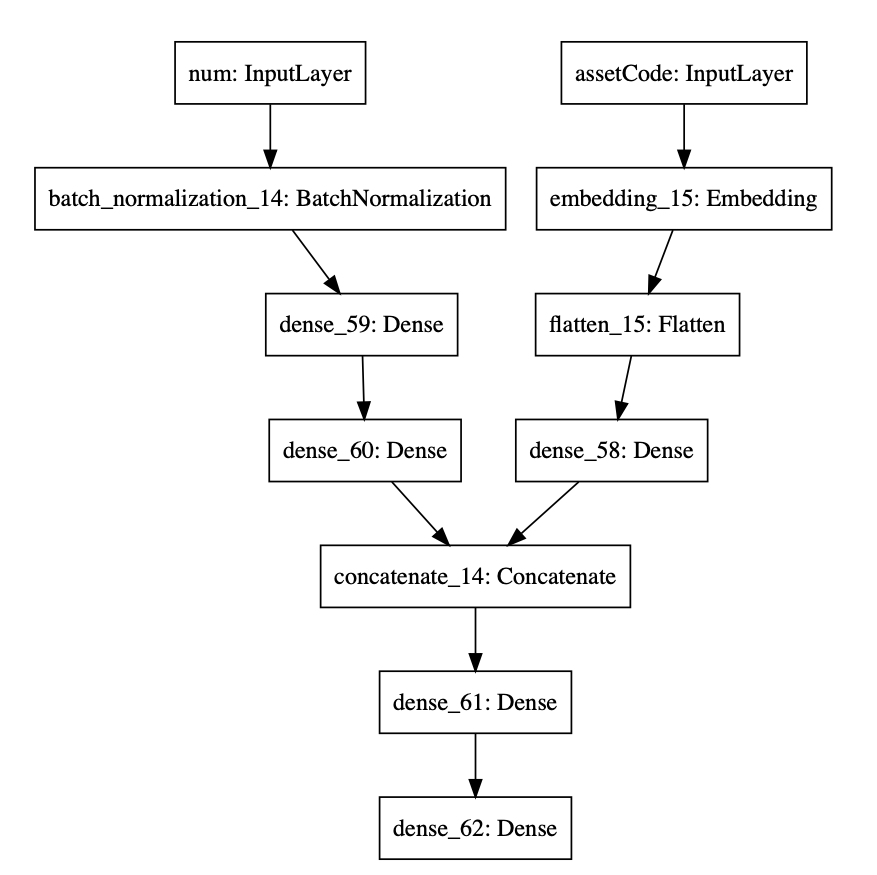 num: InputLayer
assetCode: InputLayer
batch_normalization_14: BatchNormalization
embedding_15: Embedding
dense_59: Dense
flatten_15: Flatten
dense_60: Dense
dense_58: Dense
concatenate_14: Concatenate
dense_61: Dense
dense_62: Dense